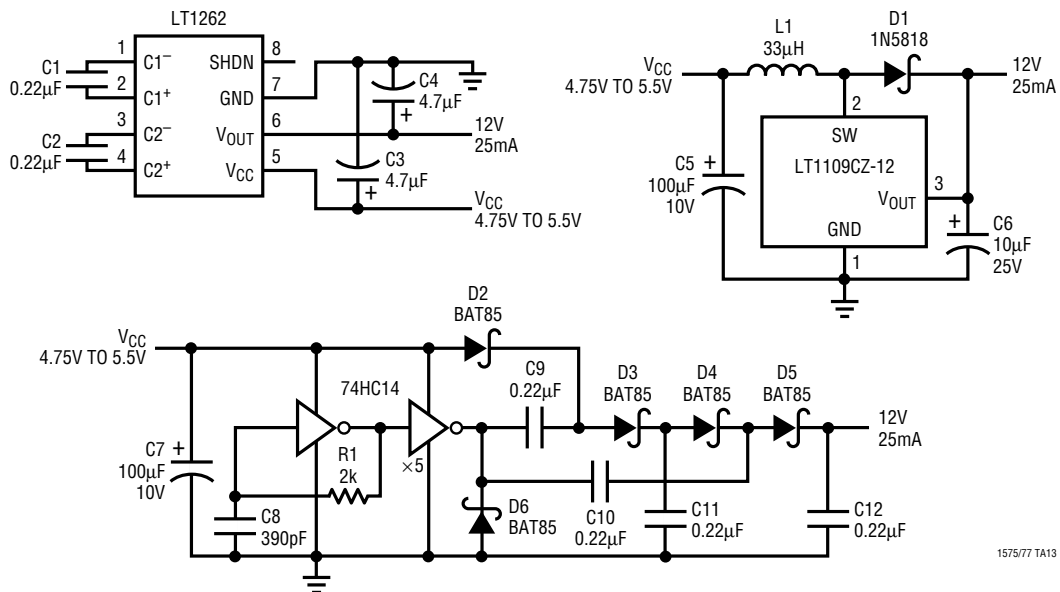 LT1262
1
C1–
SHDN
8
C1
0.22µF
2
C1+
GND
7
C4
4.7µF
+
3
C2–
VOUT
6
12V
25mA
C2
0.22µF
4
C2+
VCC
5
C3
4.7µF
+
VCC
4.75V TO 5.5V
L1
33µH
D1
1N5818
VCC
4.75V TO 5.5V
12V
25mA
2
SW
LT1109CZ-12
C5
100µF
10V
+
VOUT
3
GND
1
+
C6
10µF
25V
D2
BAT85
VCC
4.75V TO 5.5V
74HC14
C9
0.22µF
D3
BAT85
D4
BAT85
D5
BAT85
12V
25mA
C7
100µF
10V
+
R1
2k
×5
D6
BAT85
C10
0.22µF
C11
0.22µF
C12
0.22µF
C8
390pF
1575/77 TA13